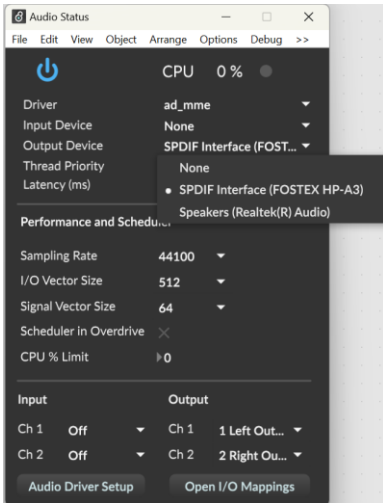 Audio Status
File Edit View Object Arrange Options Debug >>
CPU 0 %
Driver ad_mme
Input Device None
Output Device SPDIF Interface (FOST...
Thread Priority
Latency (ms)
None
SPDIF Interface (FOSTEX HP-A3)
Speakers (Realtek(R) Audio)
Performance and Schedul
Sampling Rate 44100
I/O Vector Size 512
Signal Vector Size 64
Scheduler in Overdrive
CPU % Limit 0
Input Output
Ch 1 Off Ch 1 1 Left Out...
Ch 2 Off Ch 2 2 Right Ou...
Audio Driver Setup Open I/O Mappings